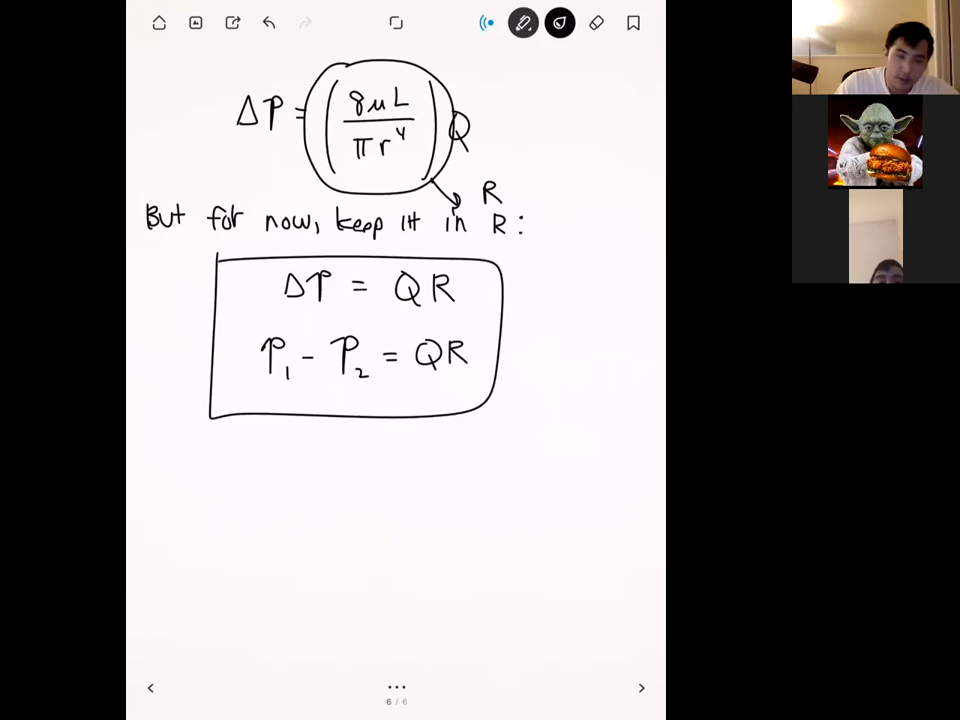 ΔP = (8μL / πr⁴) Q
R
But for now, keep it in R:
ΔP = QR
P₁ - P₂ = QR
6 / 6